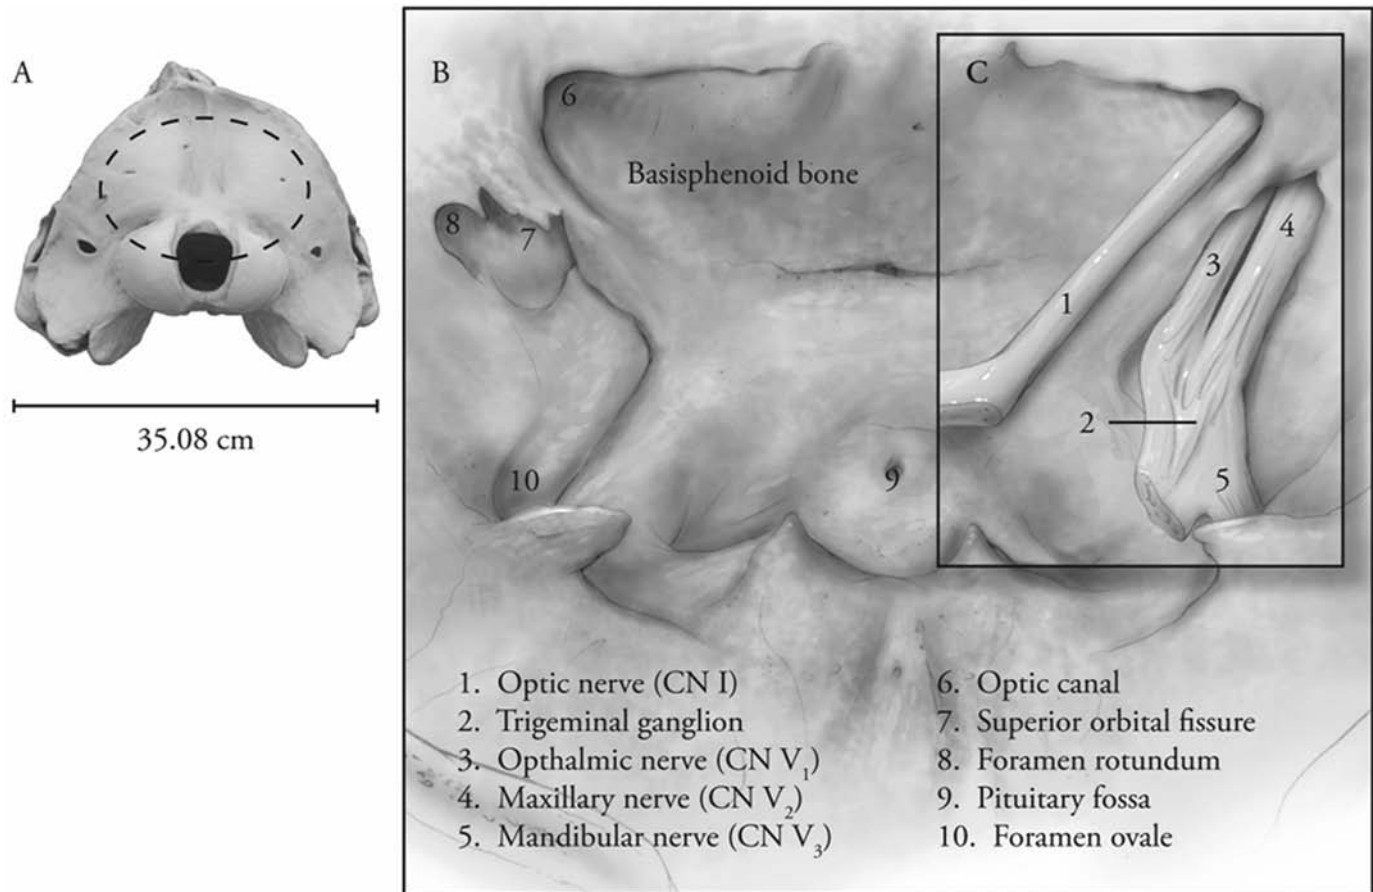 A
35.08 cm
B
C
6
Basisphenoid bone
8
7
4
3
1
2
10
9
5
1. Optic nerve (CN I)
2. Trigeminal ganglion
3. Opthalmic nerve (CN V₁)
4. Maxillary nerve (CN V₂)
5. Mandibular nerve (CN V₃)
6. Optic canal
7. Superior orbital fissure
8. Foramen rotundum
9. Pituitary fossa
10. Foramen ovale